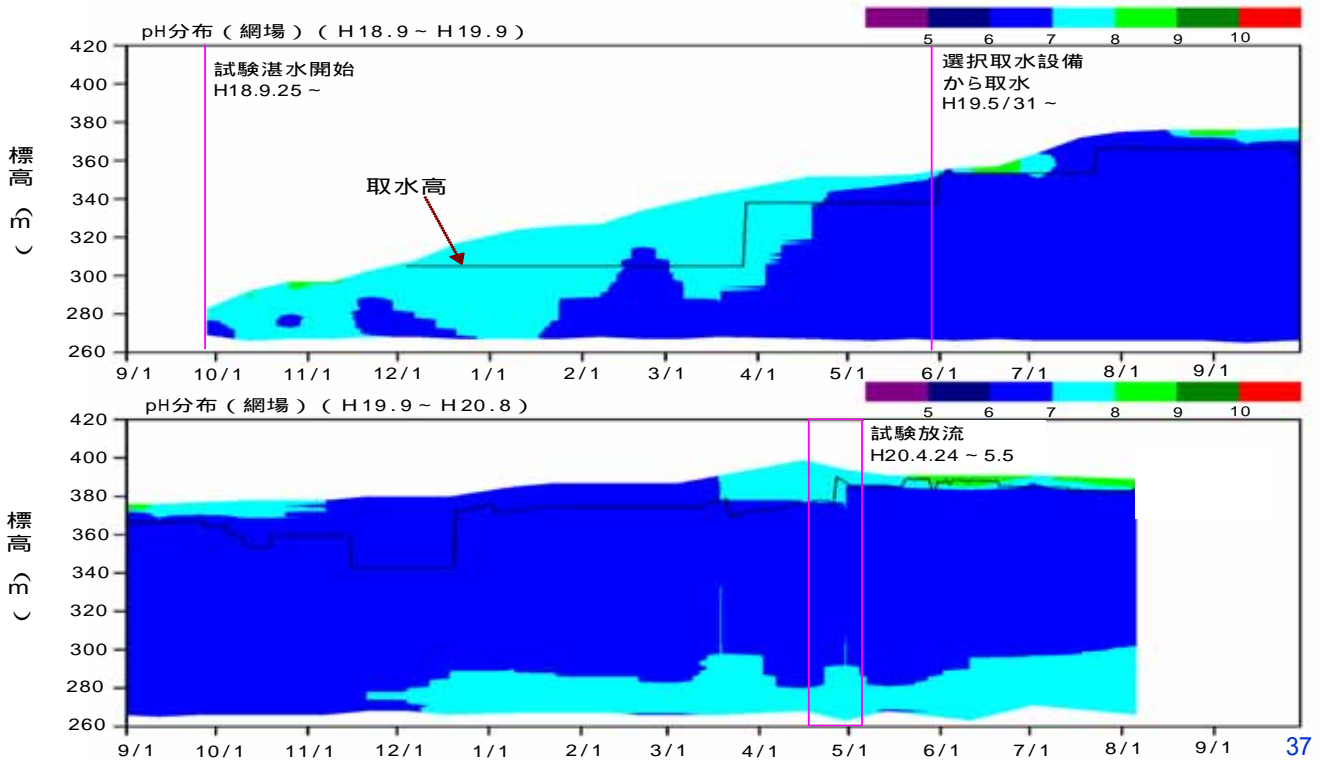 pH分布（網場）（H18.9～H19.9）
5 6 7 8 9 10
420
400
380
360
340
320
300
280
260
標高（m）
試験湛水開始
H18.9.25～
取水高
選択取水設備
から取水
H19.5/31～
9/1 10/1 11/1 12/1 1/1 2/1 3/1 4/1 5/1 6/1 7/1 8/1 9/1
pH分布（網場）（H19.9～H20.8）
5 6 7 8 9 10
420
400
380
360
340
320
300
280
260
標高（m）
試験放流
H20.4.24～5.5
9/1 10/1 11/1 12/1 1/1 2/1 3/1 4/1 5/1 6/1 7/1 8/1 9/1
37